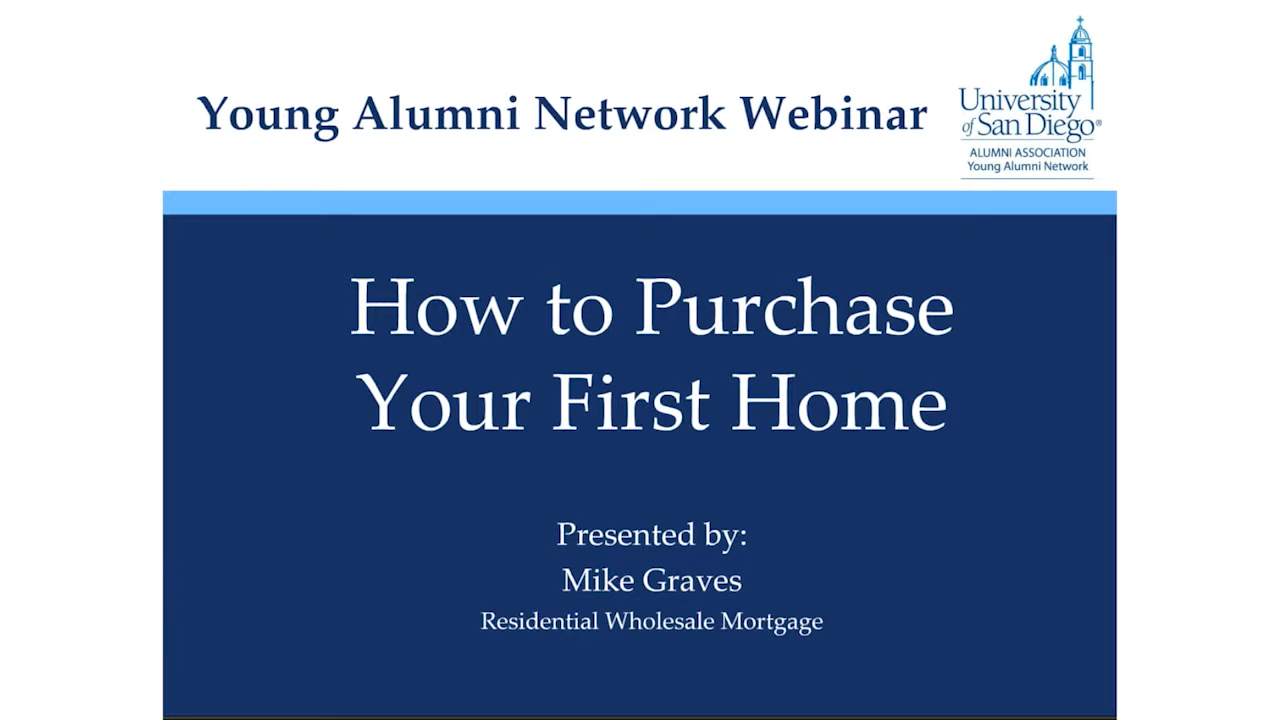 Young Alumni Network Webinar
University
of San Diego®
ALUMNI ASSOCIATION
Young Alumni Network
How to Purchase
Your First Home
Presented by:
Mike Graves
Residential Wholesale Mortgage